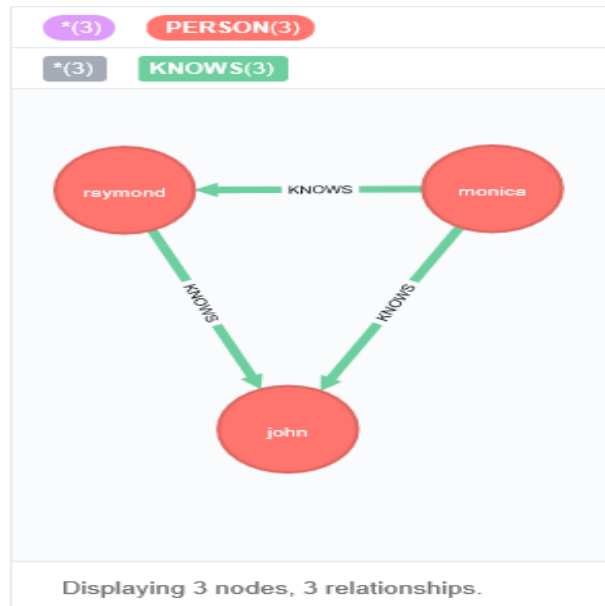 *(3) PERSON(3)
*(3) KNOWS(3)
raymond KNOWS monica
KNOWS KNOWS
john
Displaying 3 nodes, 3 relationships.